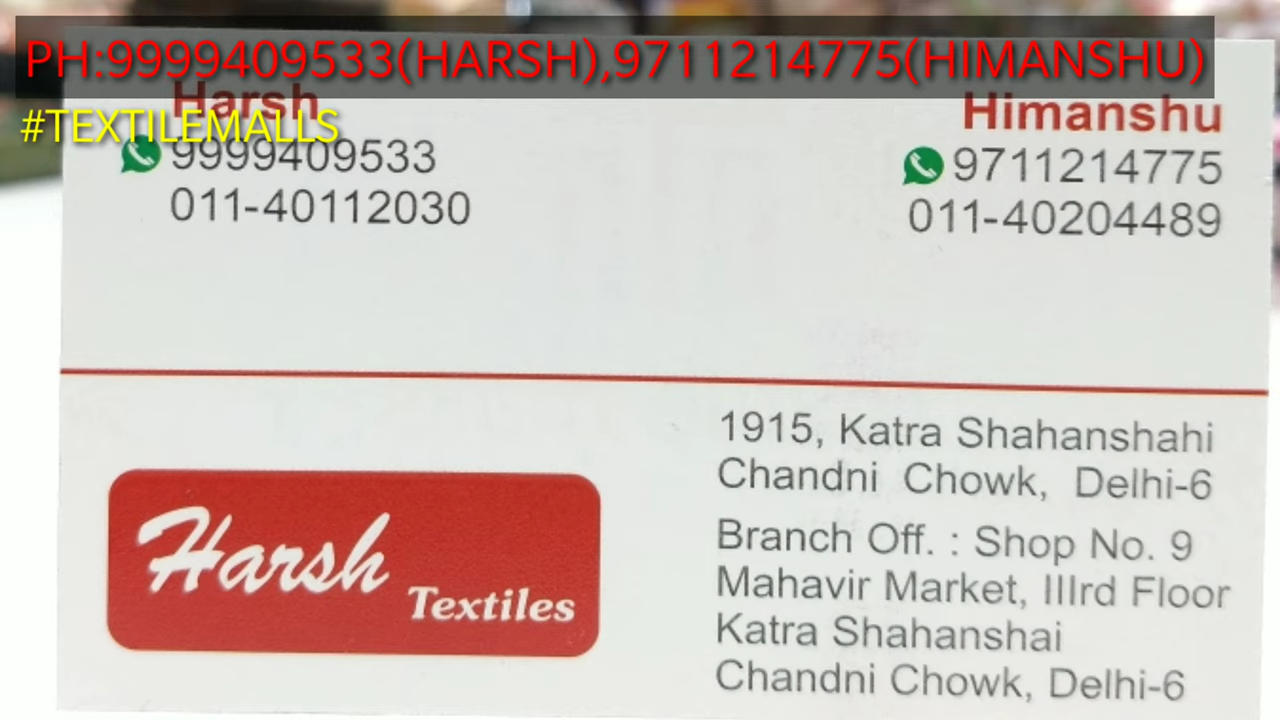 PH:9999409533(HARSH),9711214775(HIMANSHU)
#TEXTILEMALLS
Harsh
9999409533
011-40112030
Himanshu
9711214775
011-40204489
Harsh
Textiles
1915, Katra Shahanshahi
Chandni Chowk, Delhi-6
Branch Off. : Shop No. 9
Mahavir Market, IIIrd Floor
Katra Shahanshai
Chandni Chowk, Delhi-6